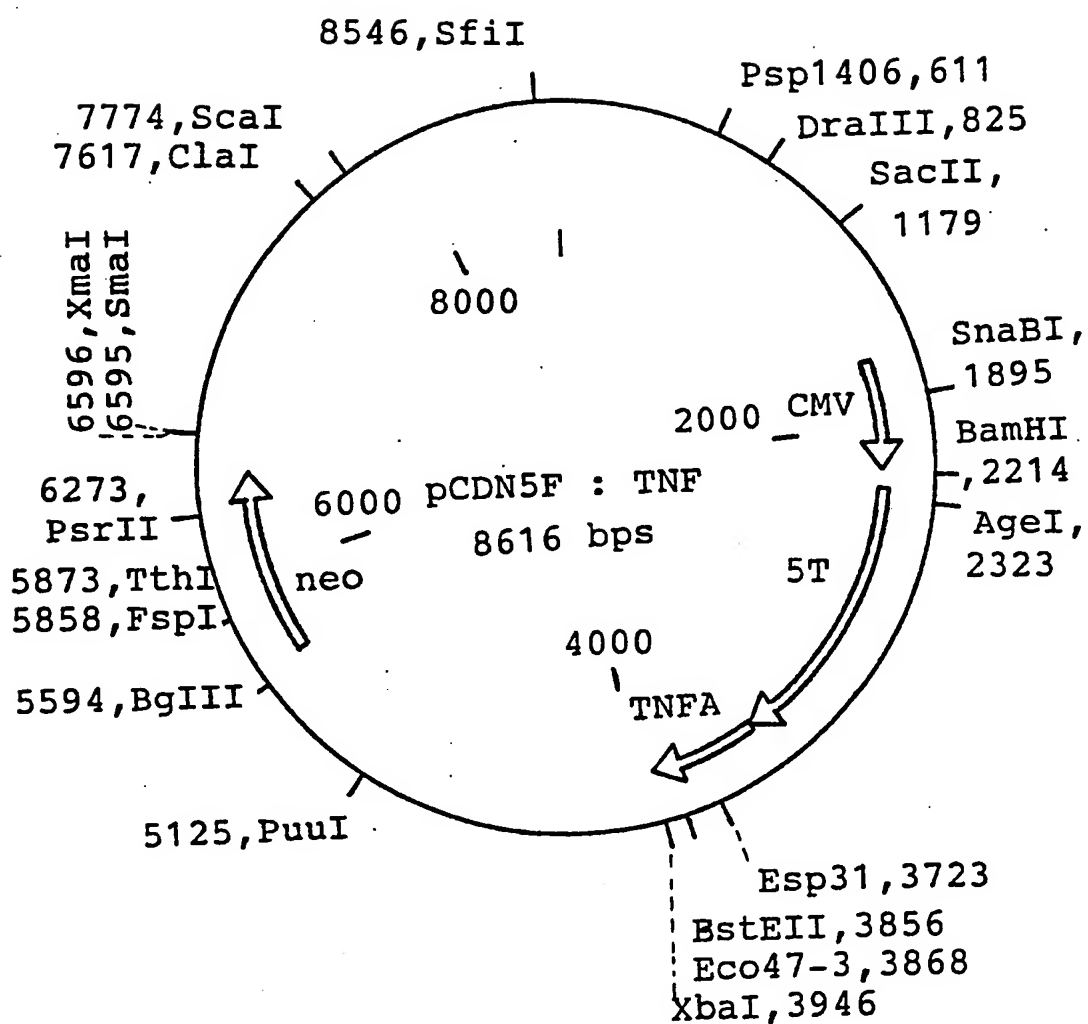 8546,SfiI
Psp1406,611
DraIII,825
SacII,
1179
7774,ScaI
7617,ClaI
6596,XmaI
6595,SmaI
8000
SnaBI,
1895
2000
CMV
BamHI
,2214
AgeI,
2323
6273,
PsrII
6000
pCDN5F : TNF
8616 bps
5T
5873,TthI
5858,FspI
neo
4000
TNFA
5594,BgIII
5125,PuuI
Esp31,3723
BstEII,3856
Eco47-3,3868
XbaI,3946